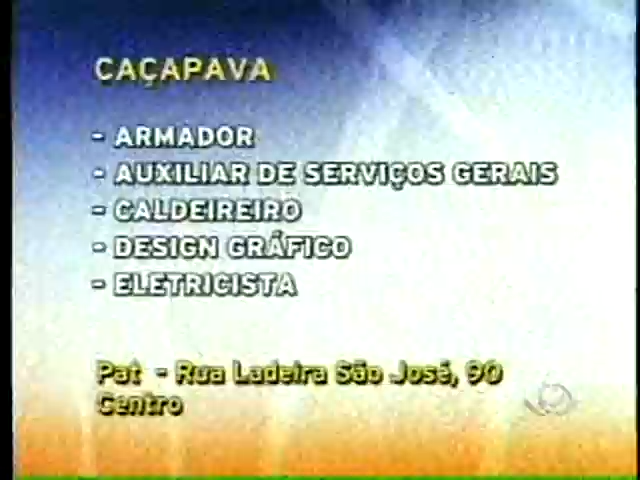 CAÇAPAVA
- ARMADOR
- AUXILIAR DE SERVIÇOS GERAIS
- CALDEIREIRO
- DESIGN GRÁFICO
- ELETRICISTA
Pat - Rua Ladeira São José, 90
Centro